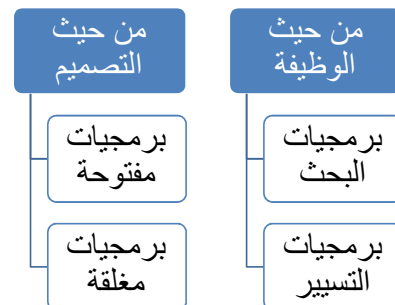 من حيث
الوظيفة
برمجيات
البحث
برمجيات
التسيير
من حيث
التصميم
برمجيات
مفتوحة
برمجيات
مغلقة